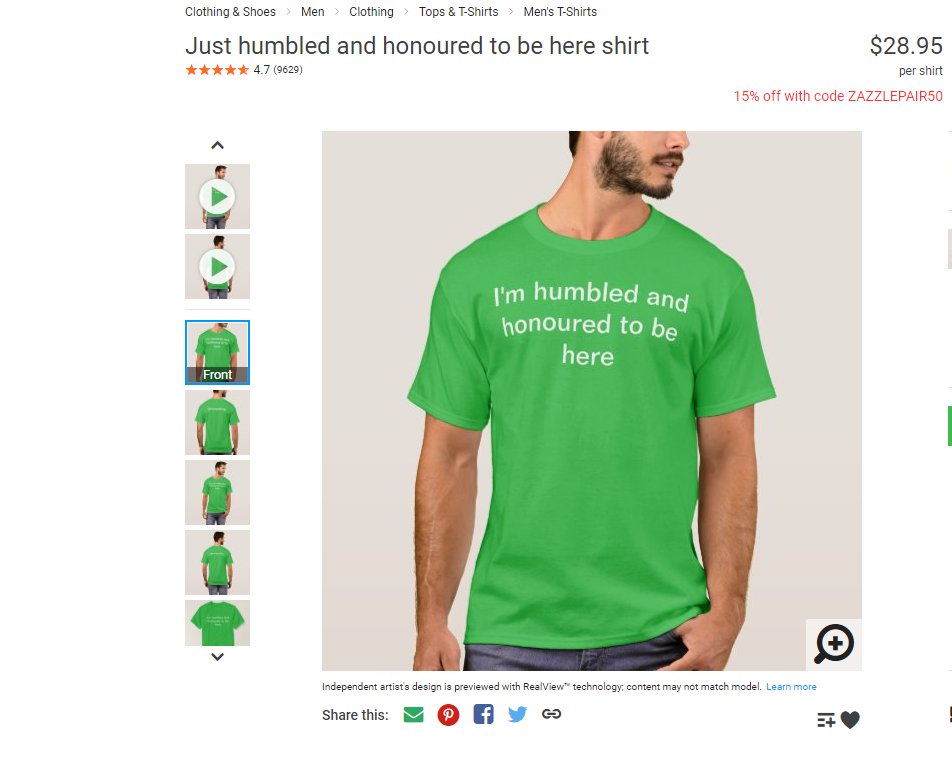 Clothing & Shoes > Men > Clothing > Tops & T-Shirts > Men's T-Shirts
Just humbled and honoured to be here shirt
$28.95
4.7 (9629)
per shirt
15% off with code ZAZZLEPAIR50
I'm humbled and
honoured to be
here
Front
Independent artist's design is previewed with RealView™ technology; content may not match model. Learn more
Share this: